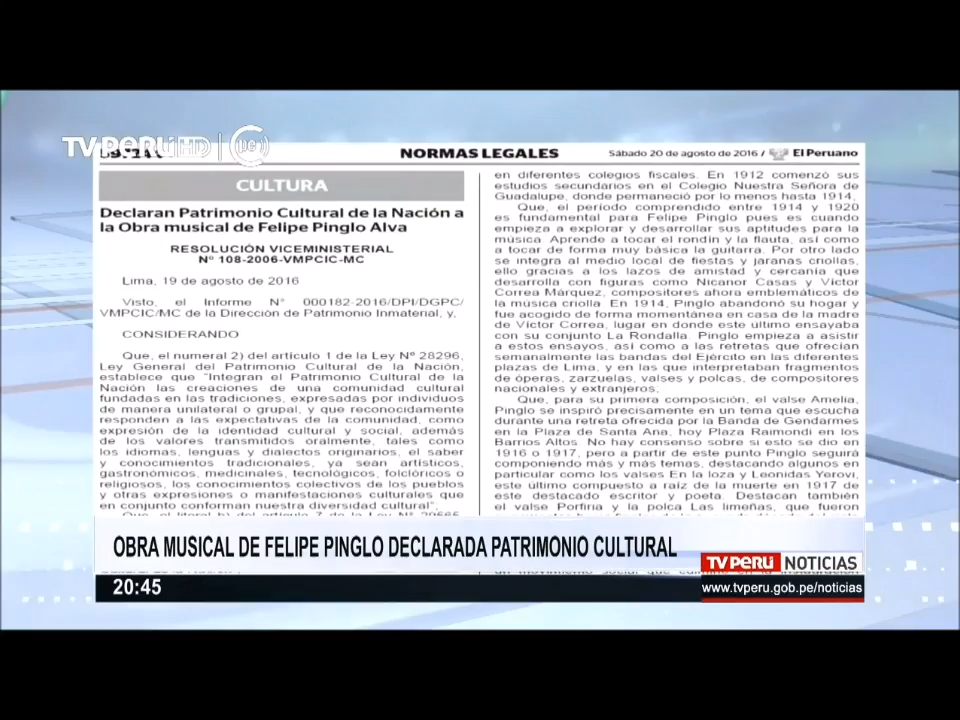 TVPERÚ HD
NORMAS LEGALES
Sábado 20 de agosto de 2016 / El Peruano
CULTURA
Declaran Patrimonio Cultural de la Nación a
la Obra musical de Felipe Pinglo Alva
RESOLUCIÓN VICEMINISTERIAL
Nº 108-2006-VMPCIC-MC
Lima, 19 de agosto de 2016
Visto, el Informe N° 000182-2016/DPI/DGPC/
VMPCIC/MC de la Dirección de Patrimonio Inmaterial, y,
CONSIDERANDO
Que, el numeral 2) del artículo 1 de la Ley Nº 28296,
Ley General del Patrimonio Cultural de la Nación,
establece que “Integran el Patrimonio Cultural de la
Nación las creaciones de una comunidad cultural
fundadas en las tradiciones, expresadas por individuos
de manera unilateral o grupal, y que reconocidamente
responden a las expectativas de la comunidad, como
expresión de la identidad cultural y social, además
de los valores transmitidos oralmente, tales como
los idiomas, lenguas y dialectos originarios, el saber
y conocimientos tradicionales, ya sean artísticos,
gastronómicos, medicinales, tecnológicos, folclóricos o
religiosos, los conocimientos colectivos de los pueblos
y otras expresiones o manifestaciones culturales que
en conjunto conforman nuestra diversidad cultural”,
en diferentes colegios fiscales. En 1912 comenzó sus
estudios secundarios en el Colegio Nuestra Señora de
Guadalupe, donde permaneció por lo menos hasta 1914.
Que, el período comprendido entre 1914 y 1920
es fundamental para Felipe Pinglo pues es cuando
empieza a explorar y desarrollar sus aptitudes para la
música. Aprende a tocar el rondín y la flauta, así como
a tocar de forma muy básica la guitarra. Por otro lado
se integra al medio local de fiestas y jaranas criollas,
ello gracias a los lazos de amistad y cercanía que
desarrolla con figuras como Nicanor Casas y Víctor
Correa Márquez, compositores ahora emblemáticos de
la música criolla. En 1914, Pinglo abandonó su hogar y
fue acogido de forma momentánea en casa de la madre
de Víctor Correa, lugar en donde este último ensayaba
con su conjunto La Rondalla. Pinglo empieza a asistir
a estos ensayos, así como a las retretas que ofrecían
semanalmente las bandas del Ejército en las diferentes
plazas de Lima, y en las que interpretaban fragmentos
de óperas, zarzuelas, valses y polcas, de compositores
nacionales y extranjeros.
Que, para su primera composición, el valse Amelia,
Pinglo se inspiró precisamente en un tema que escucha
durante una retreta ofrecida por la Banda de Gendarmes
en la Plaza de Santa Ana, hoy Plaza Raimondi en los
Barrios Altos. No hay consenso sobre si esto se dio en
1916 o 1917, pero a partir de este punto Pinglo seguirá
componiendo más y más temas, destacando algunos en
particular como los valses En la loza y Leonidas Yerovi,
este último compuesto a raíz de la muerte en 1917 de
este destacado escritor y poeta. Destacan también
el valse Porfiria y la polca Las limeñas, que fueron
OBRA MUSICAL DE FELIPE PINGLO DECLARADA PATRIMONIO CULTURAL
TVPERÚ NOTICIAS
20:45
www.tvperu.gob.pe/noticias